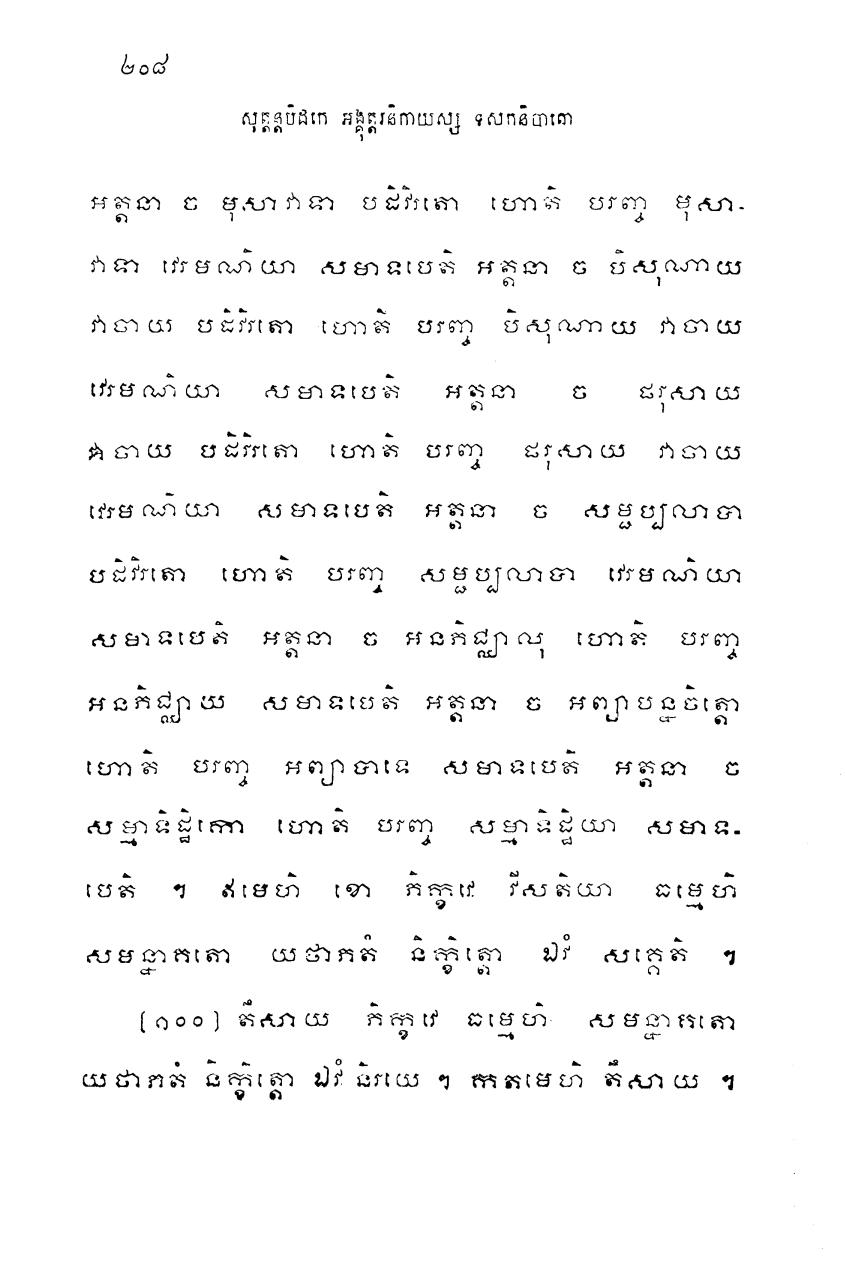 ២០៨
សុត្តន្តបិដកេ អង្គុត្តរនិកាយស្ស ទសកនិបាតោ
អត្តនា ច មុសាវាទា បដិវិរតោ ហោតិ បរញ្ច មុសា-
វាទា វេរមណិយា សមាទបេតិ អត្តនា ច បិសុណាយ
វាចាយ បដិវិរតោ ហោតិ បរញ្ច បិសុណាយ វាចាយ
វេរមណិយា សមាទបេតិ អត្តនា ច ផរុសាយ
វាចាយ បដិវិរតោ ហោតិ បរញ្ច ផរុសាយ វាចាយ
វេរមណិយា សមាទបេតិ អត្តនា ច សម្ផប្បលាបា
បដិវិរតោ ហោតិ បរញ្ច សម្ផប្បលាបា វេរមណិយា
សមាទបេតិ អត្តនា ច អនភិជ្ឈាលុ ហោតិ បរញ្ច
អនភិជ្ឈាយ សមាទបេតិ អត្តនា ច អព្យាបន្នចិត្តោ
ហោតិ បរញ្ច អព្យាបាទេ សមាទបេតិ អត្តនា ច
សម្មាទិដ្ឋិកោ ហោតិ បរញ្ច សម្មាទិដ្ឋិយា សមាទ-
បេតិ ។ ឥមេហិ ខោ ភិក្ខវេ វីសតិយា ធម្មេហិ
សមន្នាគតោ យថាភតំ និក្ខិត្តោ ឯវំ សគ្គេតិ ។
[១០០] តឹសាយ ភិក្ខវេ ធម្មេហិ សមន្នាគតោ
យថាភតំ និក្ខិត្តោ ឯវំ និរយេ ។ កតមេហិ តឹសាយ ។